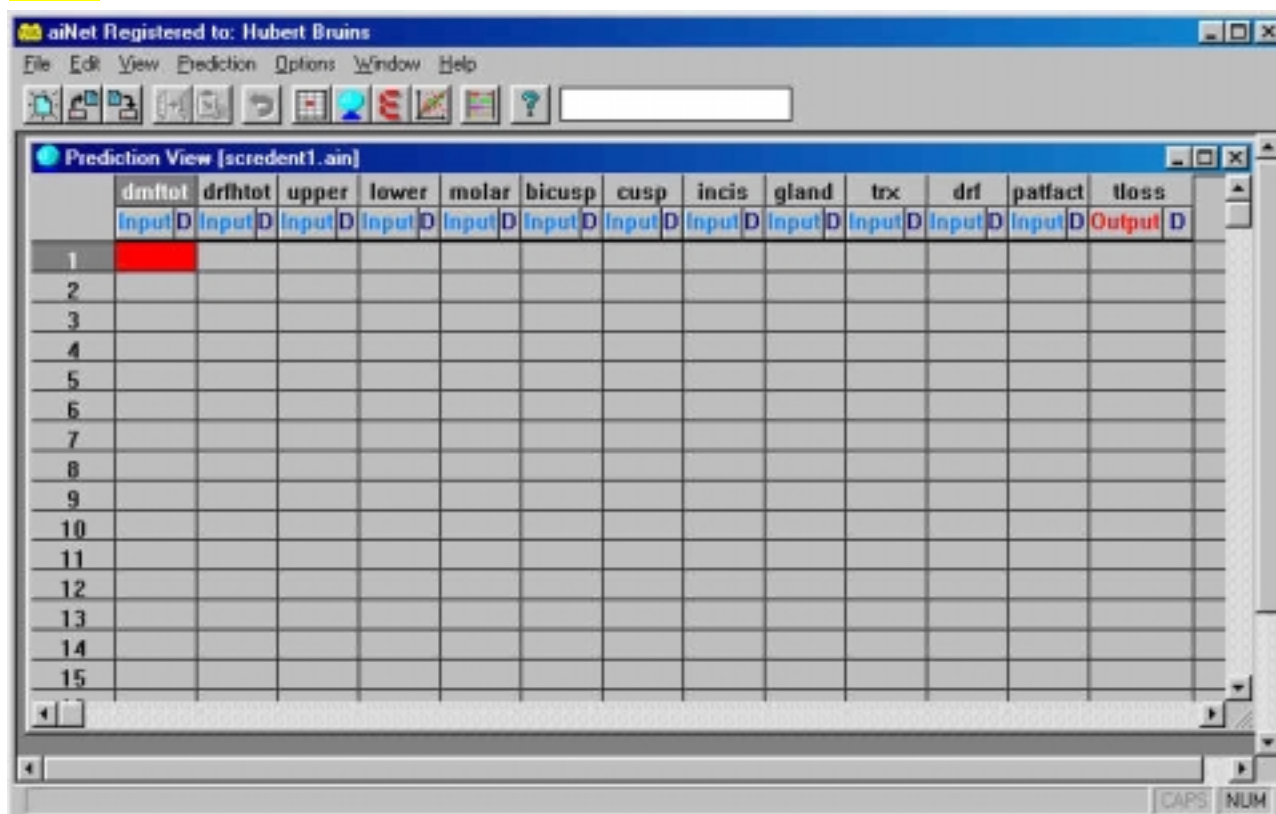 aiNet Registered to: Hubert Bruins
File Edit View Prediction Options Window Help
Prediction View [scredent1.ain]
dmftot drfhtot upper lower molar bicusp cusp incis gland trx drf patfact tloss
Input D Input D Input D Input D Input D Input D Input D Input D Input D Input D Input D Input D Output D
1
2
3
4
5
6
7
8
9
10
11
12
13
14
15
CAPS NUM